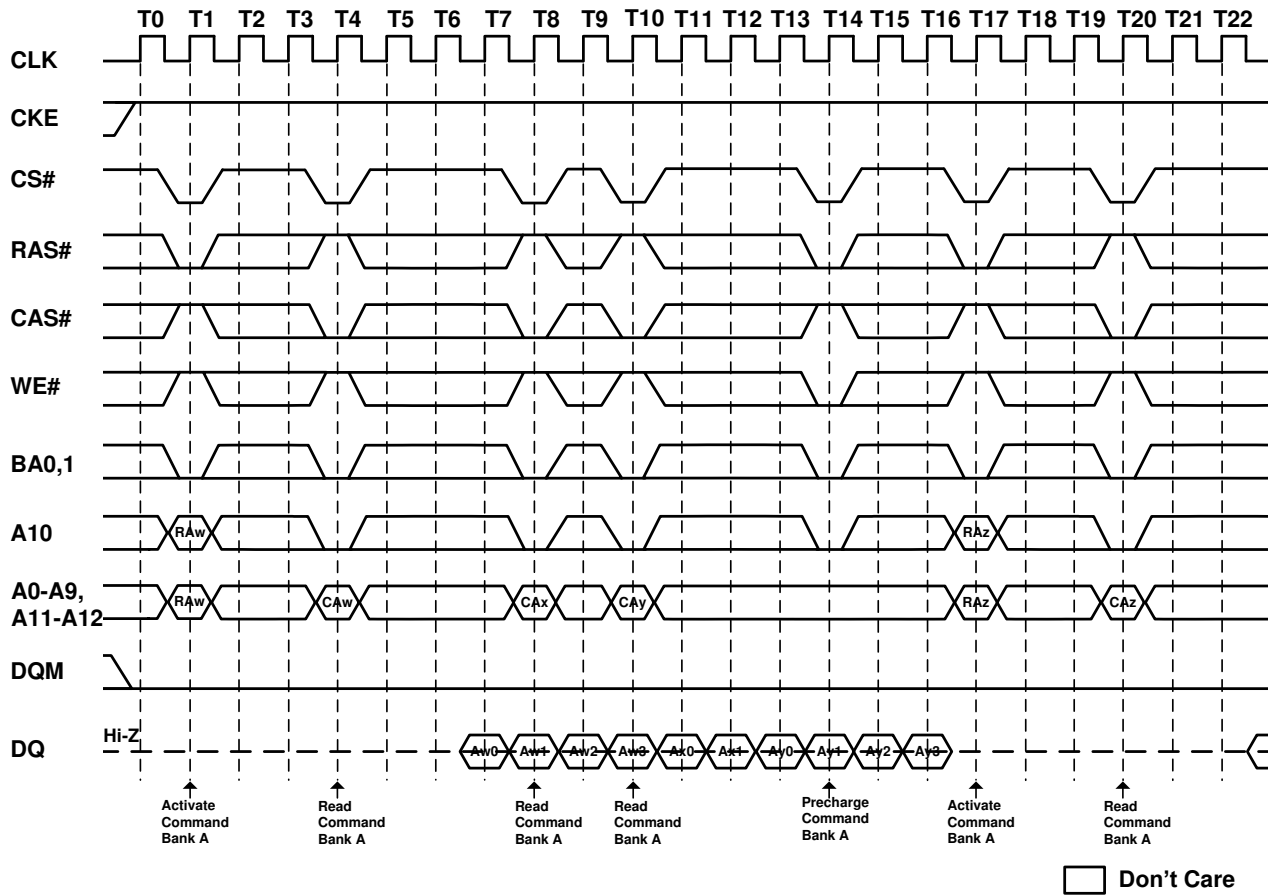 T0 T1 T2 T3 T4 T5 T6 T7 T8 T9 T10 T11 T12 T13 T14 T15 T16 T17 T18 T19 T20 T21 T22
CLK
CKE
CS#
RAS#
CAS#
WE#
BA0,1
A10 RAw RAz
A0-A9,
A11-A12 RAw CAw CAx CAy RAz CAz
DQM
DQ Hi-Z Aw0 Aw1 Aw2 Aw3 Ax0 Ax1 Ay0 Ay1 Ay2 Ay3
Activate
Command
Bank A
Read
Command
Bank A
Read
Command
Bank A
Read
Command
Bank A
Precharge
Command
Bank A
Activate
Command
Bank A
Read
Command
Bank A
Don't Care